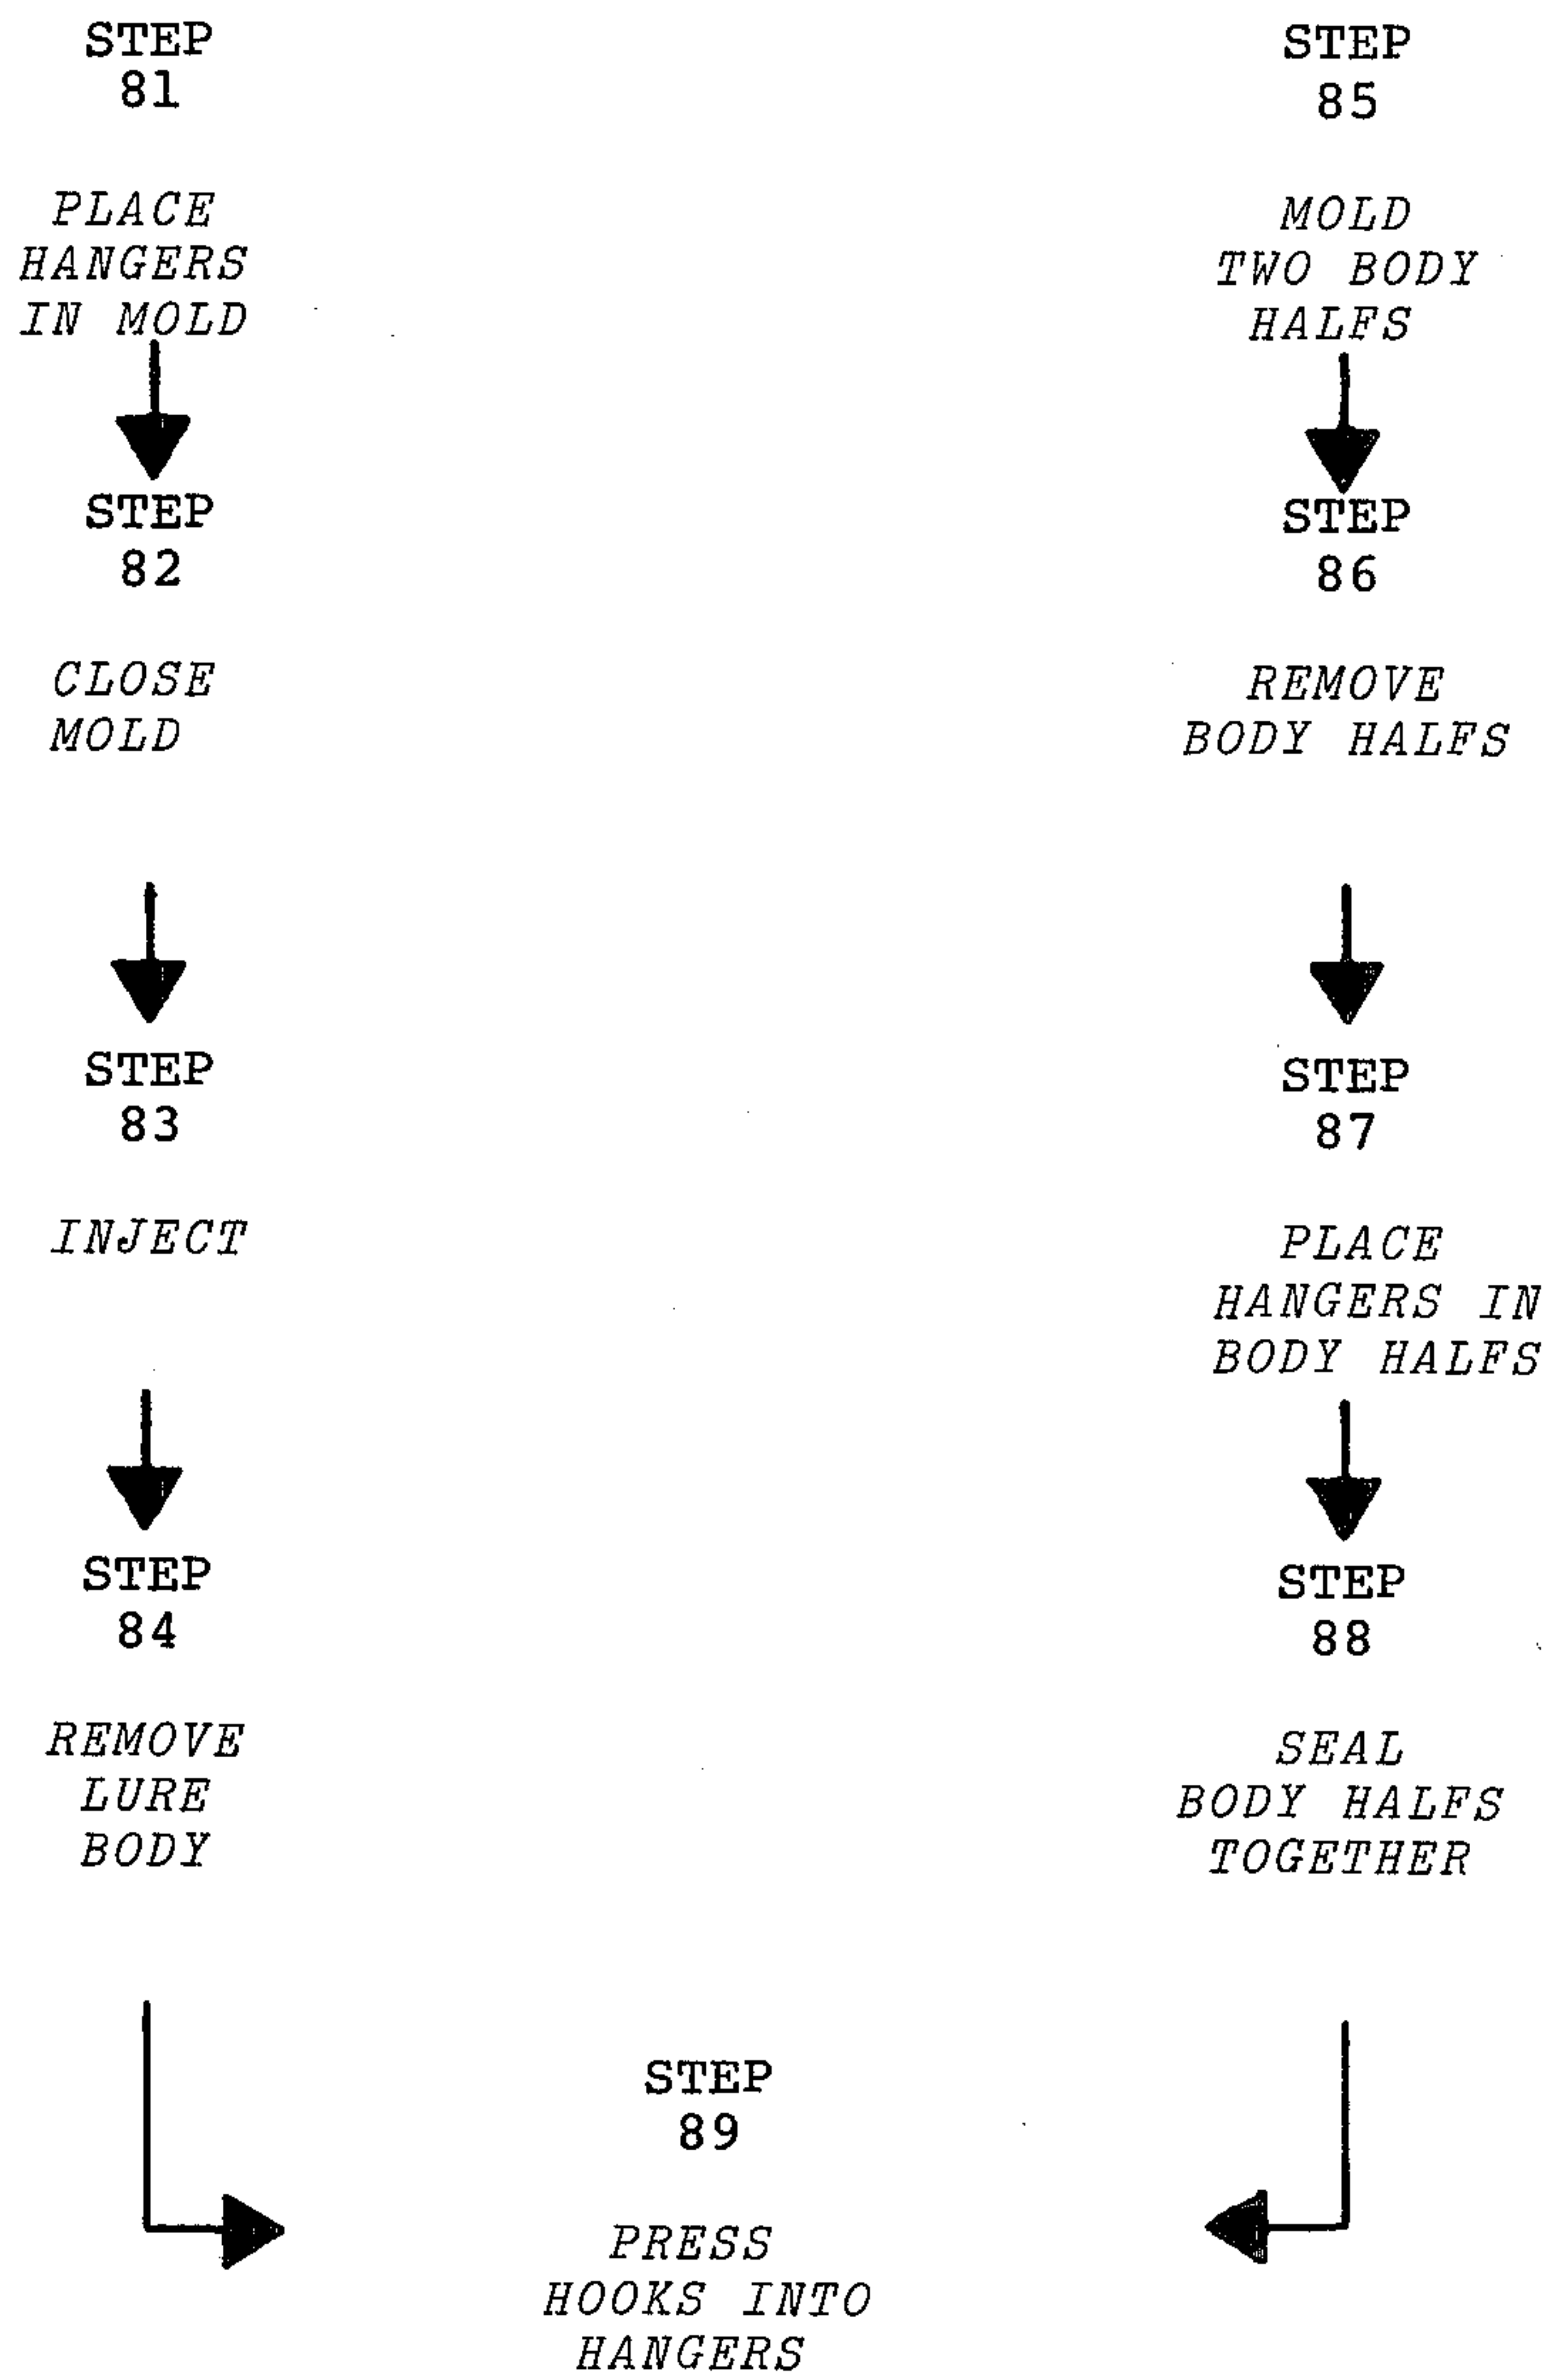 STEP
81
PLACE
HANGERS
IN MOLD
STEP
82
CLOSE
MOLD
STEP
83
INJECT
STEP
84
REMOVE
LURE
BODY
STEP
85
MOLD
TWO BODY
HALFS
STEP
86
REMOVE
BODY HALFS
STEP
87
PLACE
HANGERS IN
BODY HALFS
STEP
88
SEAL
BODY HALFS
TOGETHER
STEP
89
PRESS
HOOKS INTO
HANGERS